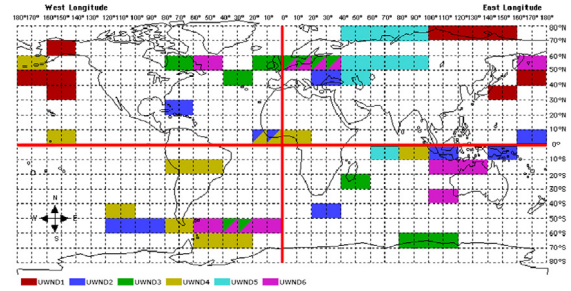 West Longitude East Longitude
180°170°160°150°140°130°120°110°100°90° 80° 70° 60° 50° 40° 30° 20° 10° 0° 10° 20° 30° 40° 50° 60° 70° 80° 90°100°110°120°130°140°150°160°170°180°
80°N
70°N
60°N
50°N
40°N
30°N
20°N
10°N
0°
10°S
20°S
30°S
N
40°S
W E
50°S
S
60°S
70°S
80°S
UWND1 UWND2 UWND3 UWND4 UWND5 UWND6